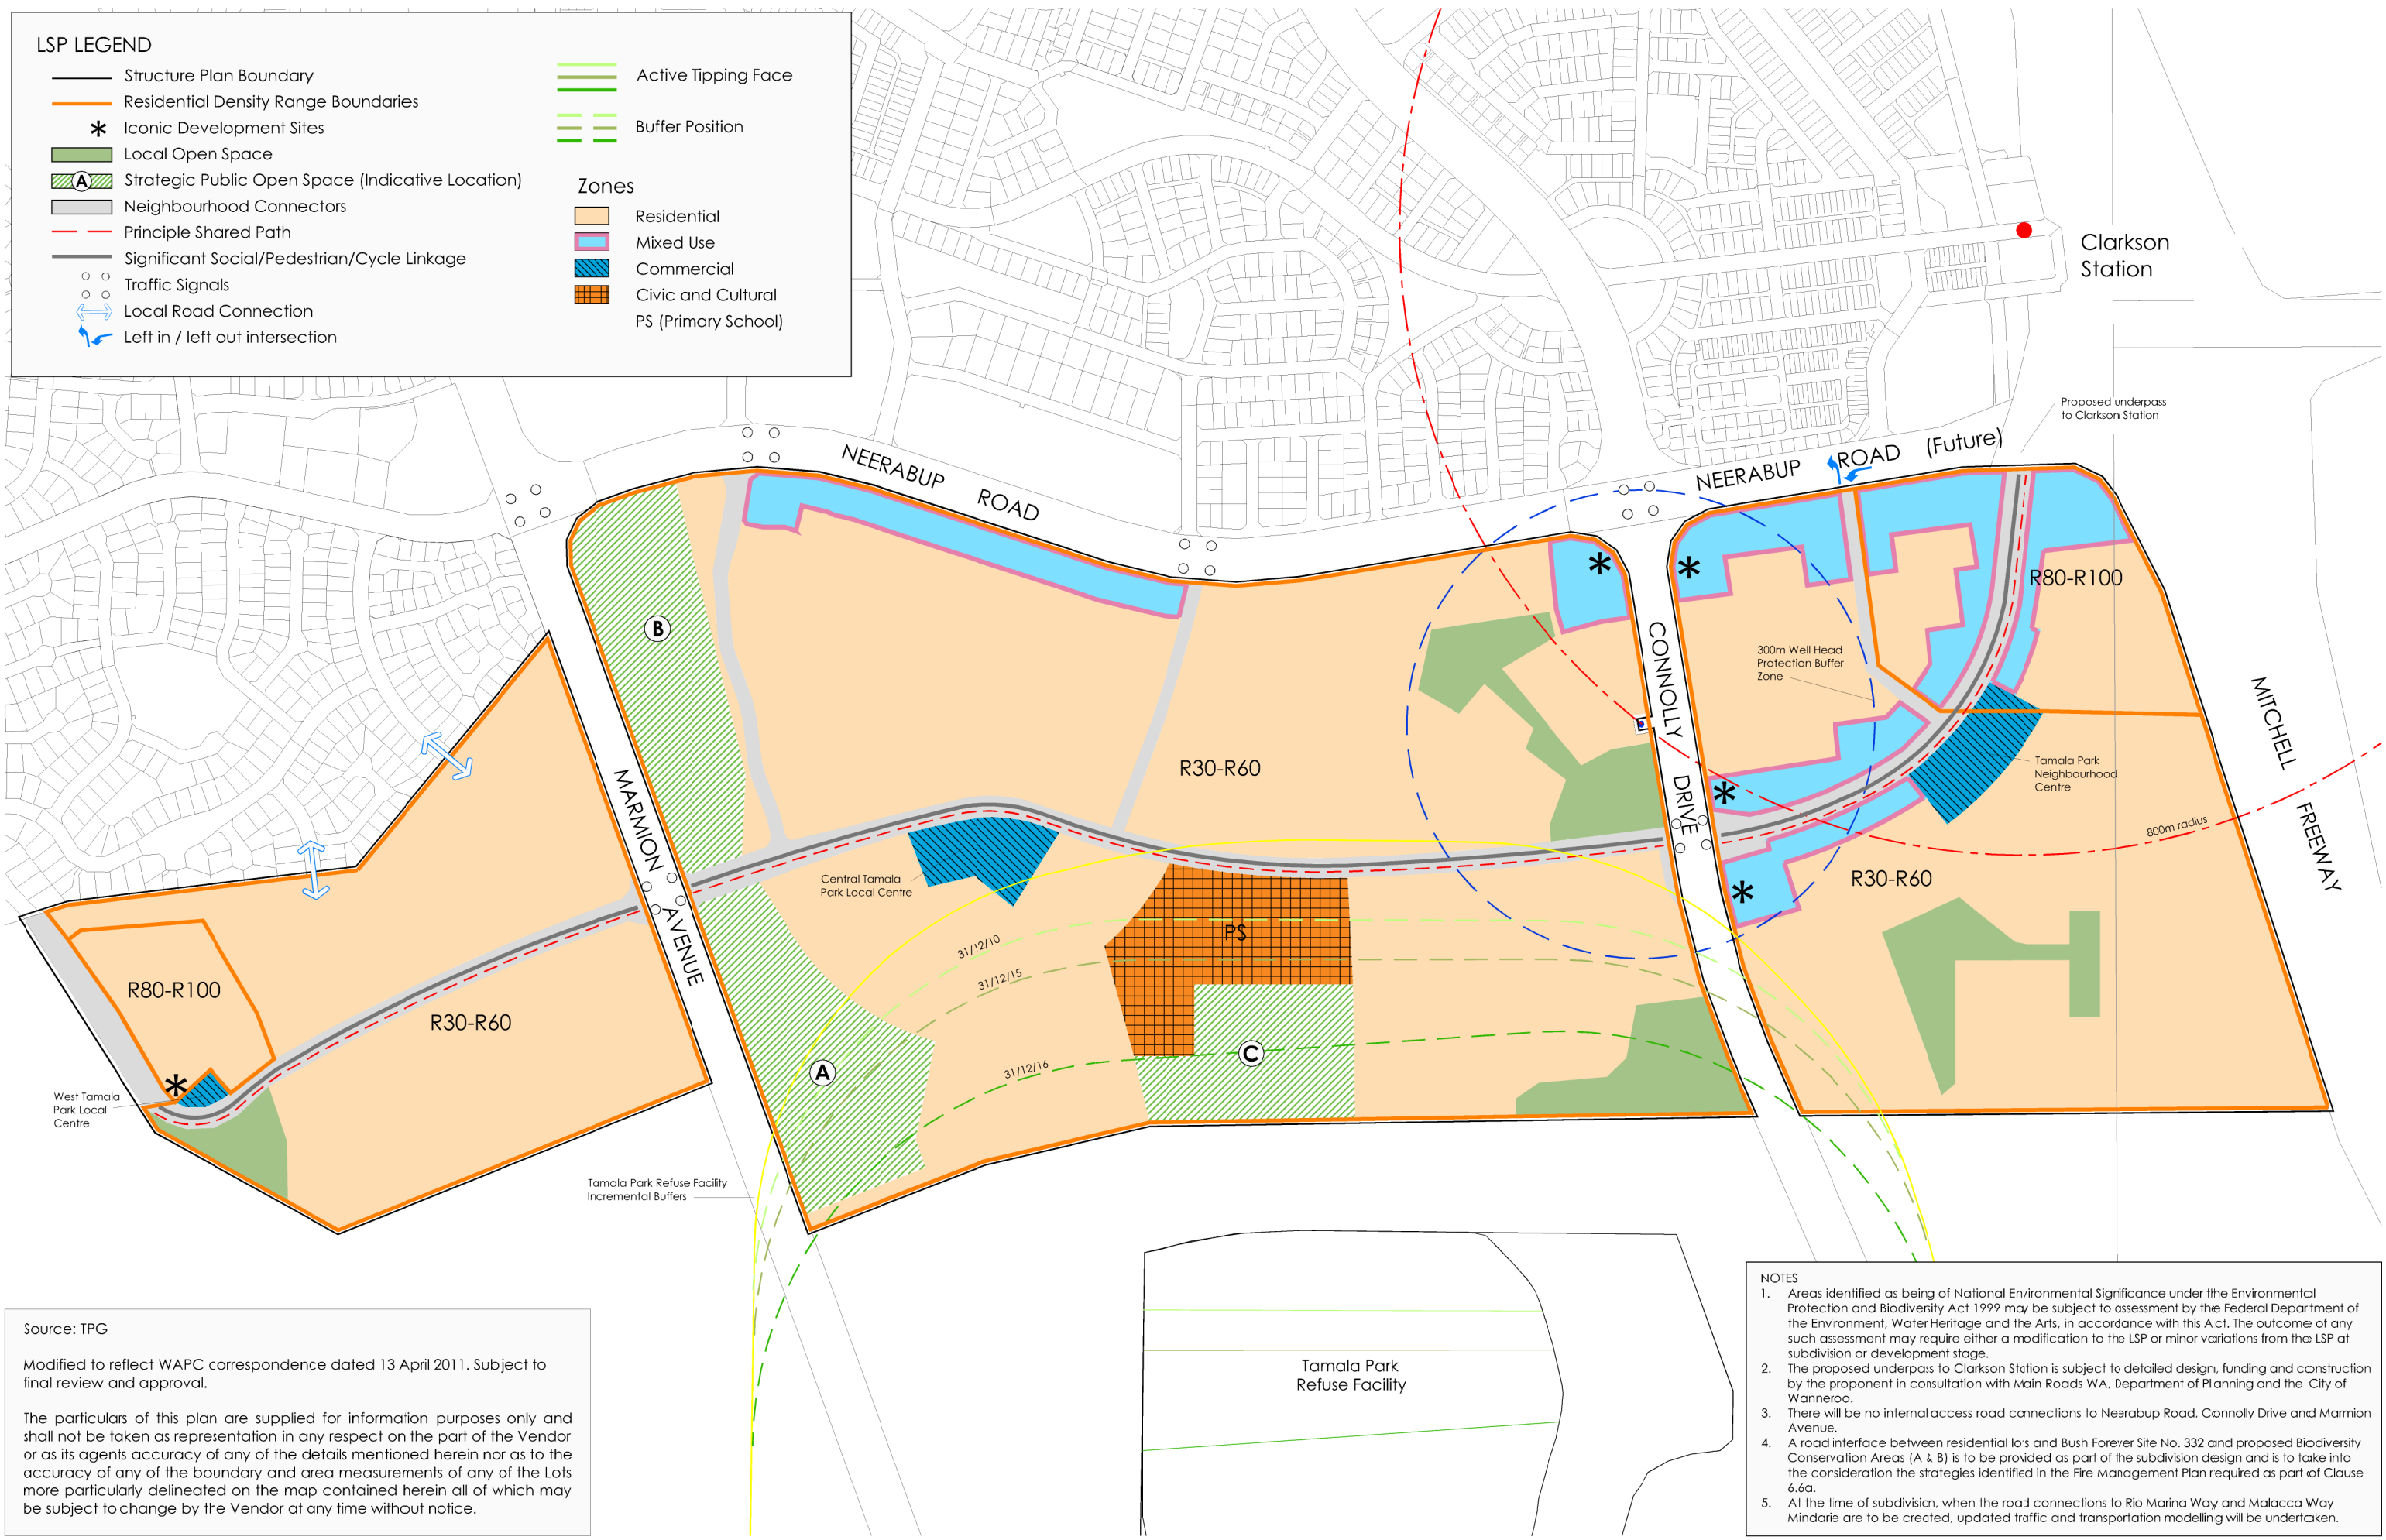 LSP LEGEND
Structure Plan Boundary
Residential Density Range Boundaries
Iconic Development Sites
Local Open Space
A
Strategic Public Open Space (Indicative Location)
Neighbourhood Connectors
Principle Shared Path
Significant Social/Pedestrian/Cycle Linkage
Traffic Signals
Local Road Connection
Left in / left out intersection
Active Tipping Face
Buffer Position
Zones
Residential
Mixed Use
Commercial
Civic and Cultural
PS (Primary School)
Clarkson
Station
Proposed underpass
to Clarkson Station
NEERABUP ROAD
NEERABUP ROAD (Future)
B
R80-R100
CONNOLLY DRIVE
300m Well Head
Protection Buffer
Zone
MITCHELL FREEWAY
R30-R60
MARMION AVENUE
Tamala Park
Neighbourhood
Centre
800m radius
Central Tamala
Park Local Centre
R30-R60
PS
31/12/10
31/12/15
31/12/16
R80-R100
R30-R60
A
C
West Tamala
Park Local
Centre
Tamala Park Refuse Facility
Incremental Buffers
Tamala Park
Refuse Facility
Source: TPG
Modified to reflect WAPC correspondence dated 13 April 2011. Subject to
final review and approval.
The particulars of this plan are supplied for information purposes only and
shall not be taken as representation in any respect on the part of the Vendor
or as its agents accuracy of any of the details mentioned herein nor as to the
accuracy of any of the boundary and area measurements of any of the Lots
more particularly delineated on the map contained herein all of which may
be subject to change by the Vendor at any time without notice.
NOTES
1. Areas identified as being of National Environmental Significance under the Environmental
Protection and Biodiversity Act 1999 may be subject to assessment by the Federal Department of
the Environment, Water Heritage and the Arts, in accordance with this Act. The outcome of any
such assessment may require either a modification to the LSP or minor variations from the LSP at
subdivision or development stage.
2. The proposed underpass to Clarkson Station is subject to detailed design, funding and construction
by the proponent in consultation with Main Roads WA, Department of Planning and the City of
Wanneroo.
3. There will be no internal access road connections to Neerabup Road, Connolly Drive and Marmion
Avenue.
4. A road interface between residential lots and Bush Forever Site No. 332 and proposed Biodiversity
Conservation Areas (A & B) is to be provided as part of the subdivision design and is to take into
the consideration the strategies identified in the Fire Management Plan required as part of Clause
6.6a.
5. At the time of subdivision, when the road connections to Rio Marina Way and Malacca Way
Mindarie are to be created, updated traffic and transportation modelling will be undertaken.